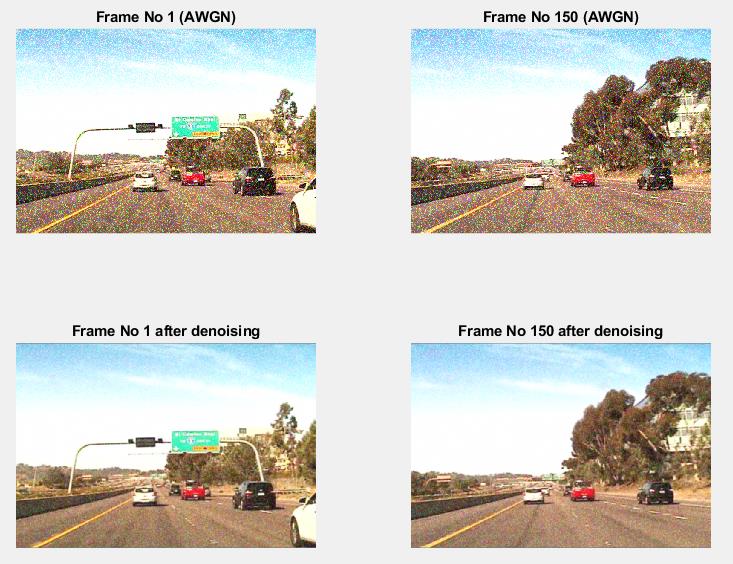 Frame No 1 (AWGN)
Frame No 150 (AWGN)
Frame No 1 after denoising
Frame No 150 after denoising